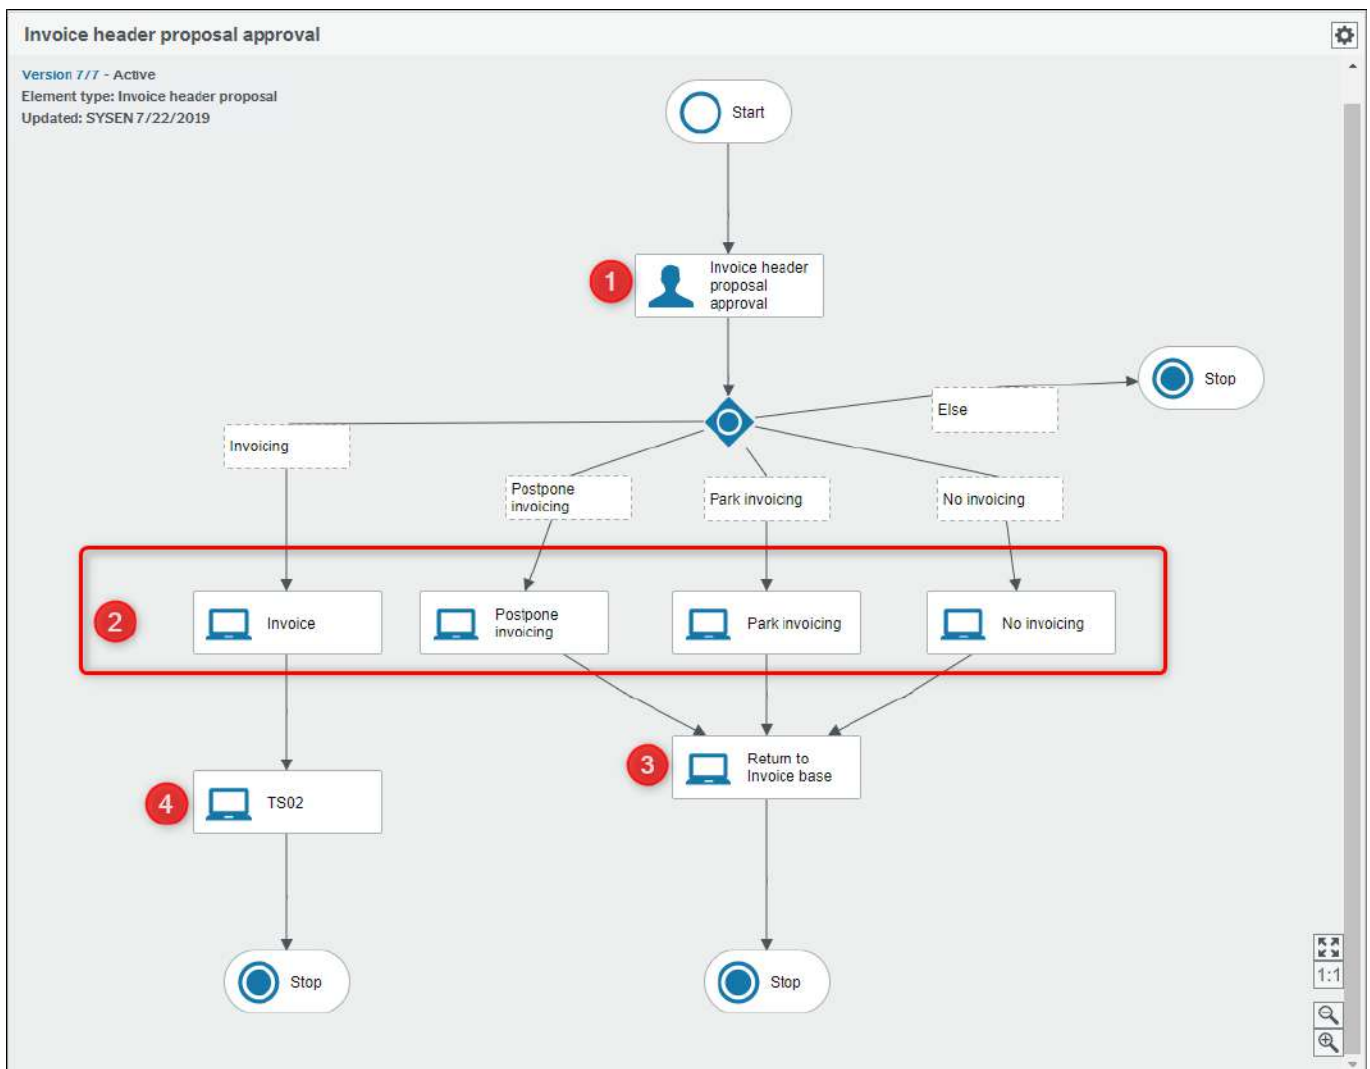 Invoice header proposal approval
Version 7/7 - Active
Element type: Invoice header proposal
Updated: SYSEN 7/22/2019
Start
1
Invoice header
proposal
approval
Stop
Else
Invoicing
Postpone
invoicing
Park invoicing
No invoicing
2
Invoice
Postpone
invoicing
Park invoicing
No invoicing
3
Return to
Invoice base
4
TS02
Stop
Stop
1:1